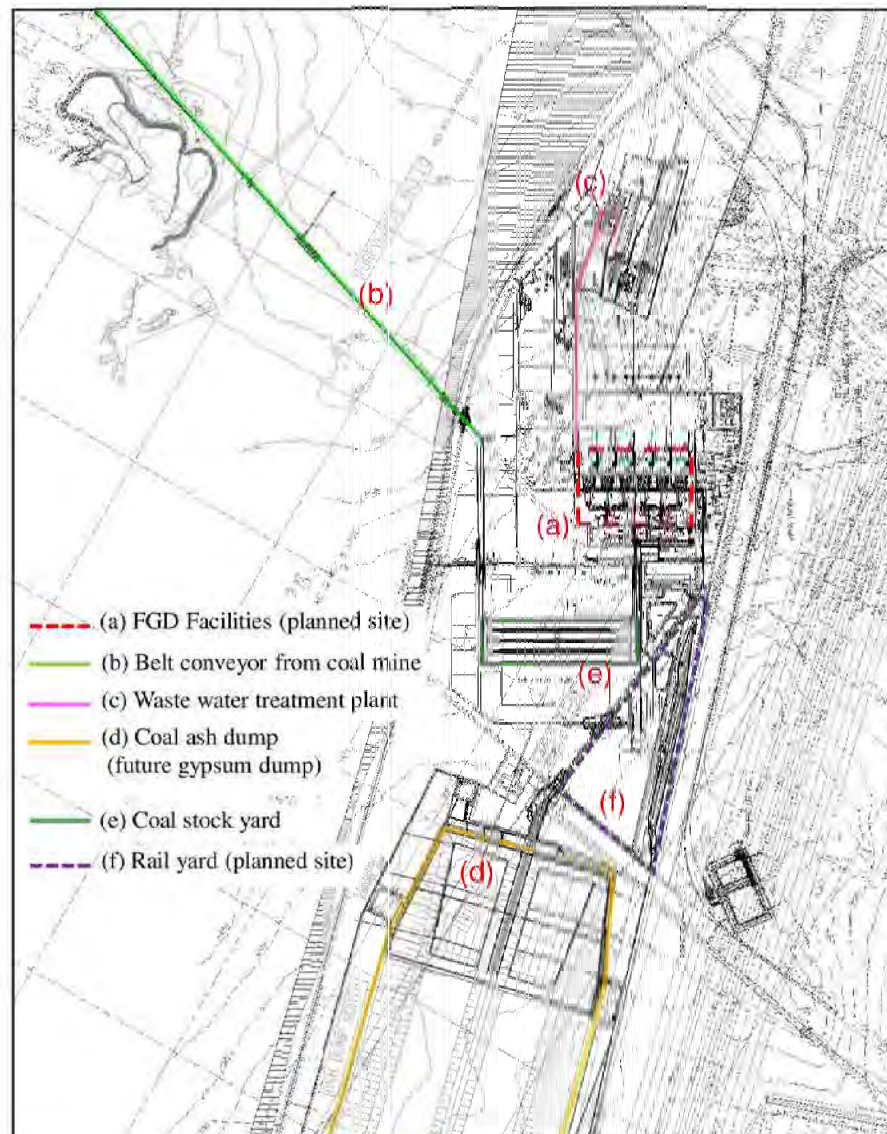 (c)
(b)
(a)
(e)
(f)
(d)
(a) FGD Facilities (planned site)
(b) Belt conveyor from coal mine
(c) Waste water treatment plant
(d) Coal ash dump
(future gypsum dump)
(e) Coal stock yard
(f) Rail yard (planned site)